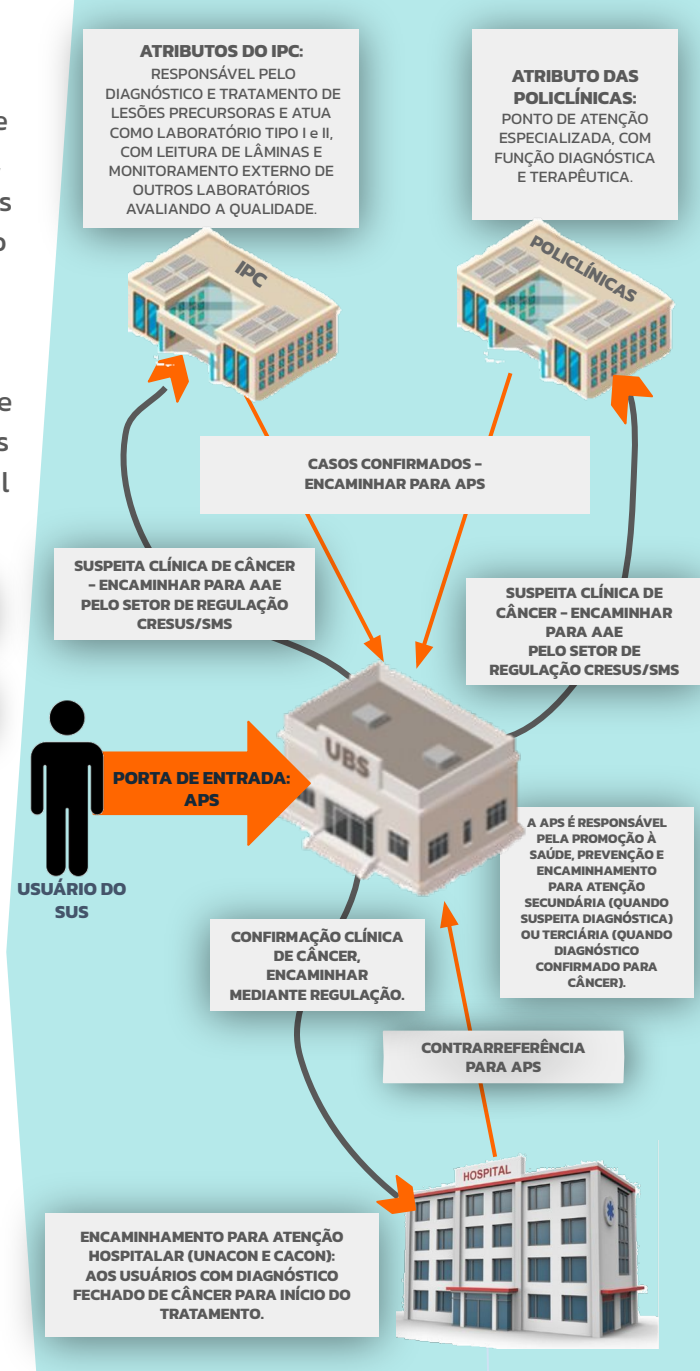 ATRIBUTOS DO IPC:
RESPONSÁVEL PELO
DIAGNÓSTICO E TRATAMENTO DE
LESÕES PRECURSORAS E ATUA
COMO LABORATÓRIO TIPO I e II,
COM LEITURA DE LÂMINAS E
MONITORAMENTO EXTERNO DE
OUTROS LABORATÓRIOS
AVALIANDO A QUALIDADE.
ATRIBUTO DAS
POLICLÍNICAS:
PONTO DE ATENÇÃO
ESPECIALIZADA, COM
FUNÇÃO DIAGNÓSTICA
E TERAPÊUTICA.
IPC
POLICLÍNICAS
CASOS CONFIRMADOS -
ENCAMINHAR PARA APS
SUSPEITA CLÍNICA DE CÂNCER
- ENCAMINHAR PARA AAE
PELO SETOR DE REGULAÇÃO
CRESUS/SMS
SUSPEITA CLÍNICA DE
CÂNCER - ENCAMINHAR
PARA AAE
PELO SETOR DE
REGULAÇÃO CRESUS/SMS
UBS
PORTA DE ENTRADA:
APS
USUÁRIO DO
SUS
A APS É RESPONSÁVEL
PELA PROMOÇÃO À
SAÚDE, PREVENÇÃO E
ENCAMINHAMENTO
PARA ATENÇÃO
SECUNDÁRIA (QUANDO
SUSPEITA DIAGNÓSTICA)
OU TERCIÁRIA (QUANDO
DIAGNÓSTICO
CONFIRMADO PARA
CÂNCER).
CONFIRMAÇÃO CLÍNICA
DE CÂNCER,
ENCAMINHAR
MEDIANTE REGULAÇÃO.
CONTRARREFERÊNCIA
PARA APS
HOSPITAL
ENCAMINHAMENTO PARA ATENÇÃO
HOSPITALAR (UNACON E CACON):
AOS USUÁRIOS COM DIAGNÓSTICO
FECHADO DE CÂNCER PARA INÍCIO DO
TRATAMENTO.